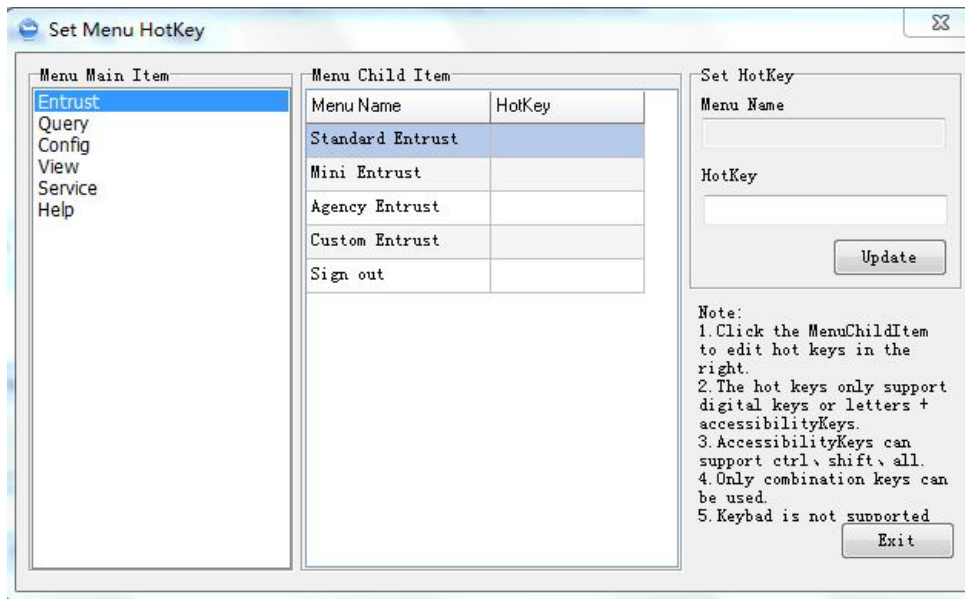 Set Menu HotKey
Menu Main Item
Entrust
Query
Config
View
Service
Help
Menu Child Item
Menu Name HotKey
Standard Entrust
Mini Entrust
Agency Entrust
Custom Entrust
Sign out
Set HotKey
Menu Name
HotKey
Update
Note:
1.Click the MenuChildItem
to edit hot keys in the
right.
2.The hot keys only support
digital keys or letters +
accessibilityKeys.
3.AccessibilityKeys can
support ctrl、shift、all.
4.Only combination keys can
be used.
5.Keybad is not supported
Exit